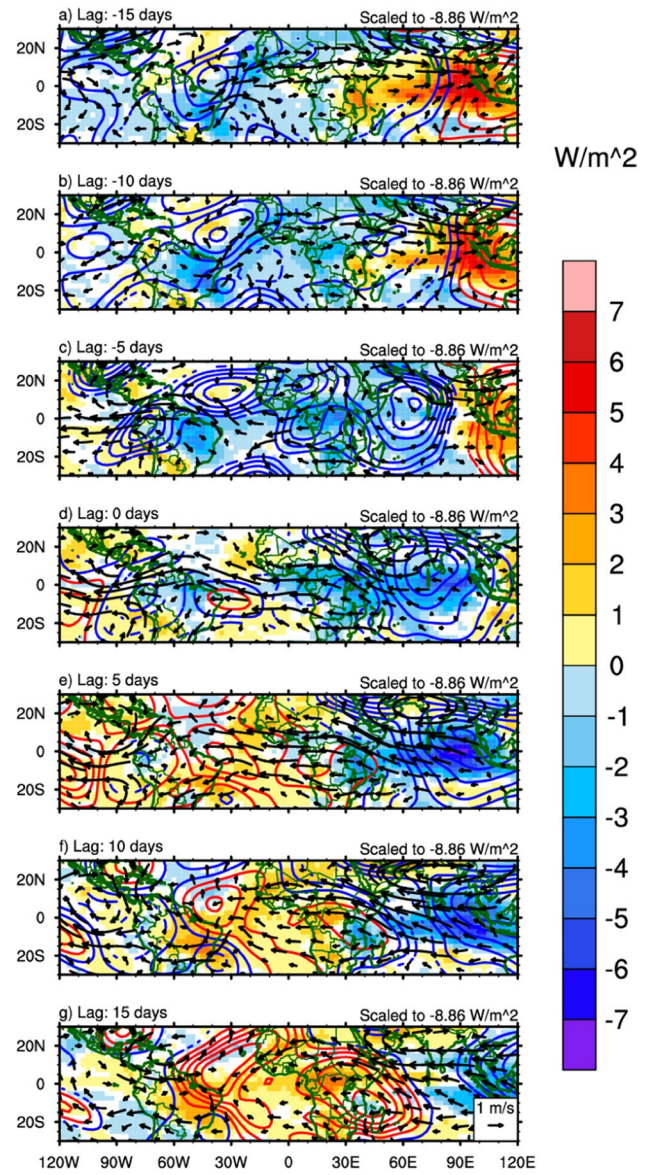 a) Lag: -15 days Scaled to -8.86 W/m^2
20N
0
20S
W/m^2
b) Lag: -10 days Scaled to -8.86 W/m^2
20N
0
20S
c) Lag: -5 days Scaled to -8.86 W/m^2
20N
0
20S
d) Lag: 0 days Scaled to -8.86 W/m^2
20N
0
20S
e) Lag: 5 days Scaled to -8.86 W/m^2
20N
0
20S
f) Lag: 10 days Scaled to -8.86 W/m^2
20N
0
20S
g) Lag: 15 days Scaled to -8.86 W/m^2
20N
0
20S
1 m/s
120W 90W 60W 30W 0 30E 60E 90E 120E
7
6
5
4
3
2
1
0
-1
-2
-3
-4
-5
-6
-7